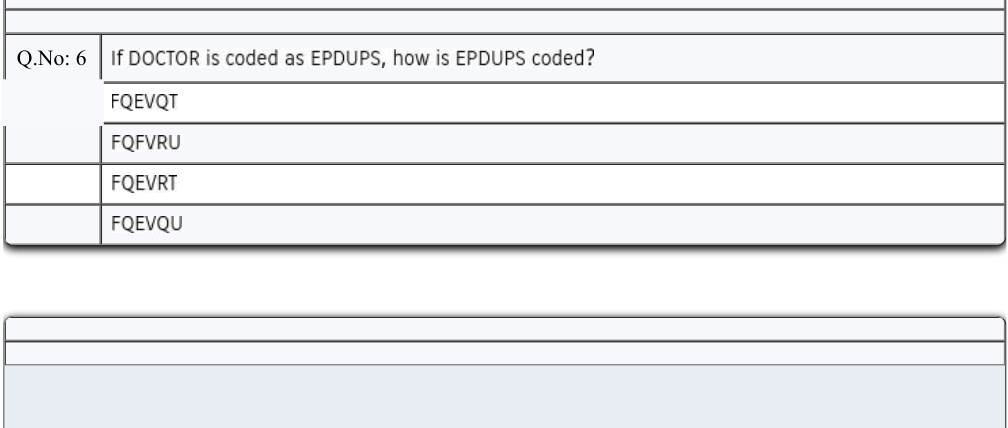 Q.No: 6 If DOCTOR is coded as EPDUPS, how is EPDUPS coded?
FQEVQT
FQFVRU
FQEVRT
FQEVQU